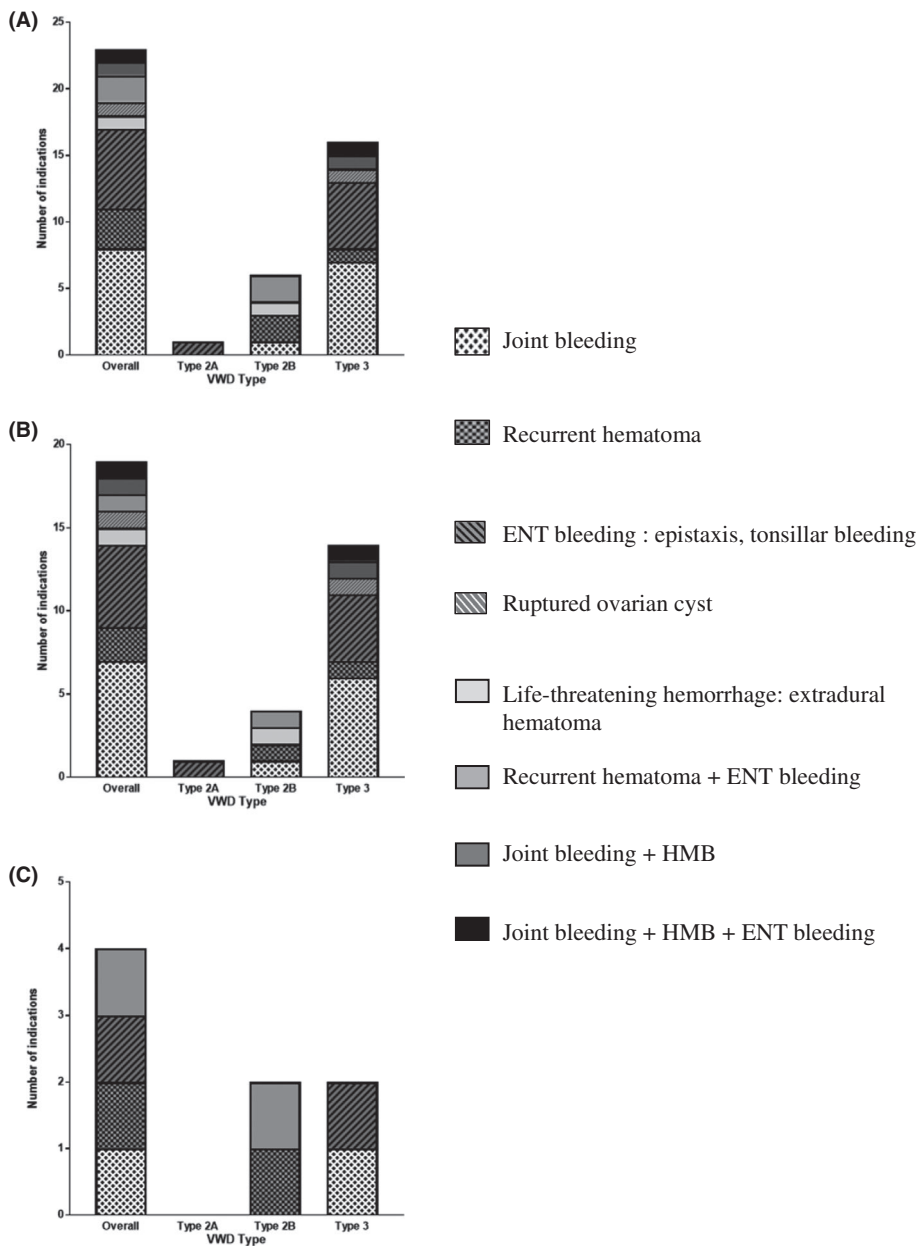 (A)
25
20
15
10
5
0
Number of indications
Overall Type 2A Type 2B Type 3
VWD Type
(B)
20
15
10
5
0
Number of indications
Overall Type 2A Type 2B Type 3
VWD Type
(C)
5
4
3
2
1
0
Number of indications
Overall Type 2A Type 2B Type 3
VWD Type
Joint bleeding
Recurrent hematoma
ENT bleeding : epistaxis, tonsillar bleeding
Ruptured ovarian cyst
Life-threatening hemorrhage: extradural
hematoma
Recurrent hematoma + ENT bleeding
Joint bleeding + HMB
Joint bleeding + HMB + ENT bleeding